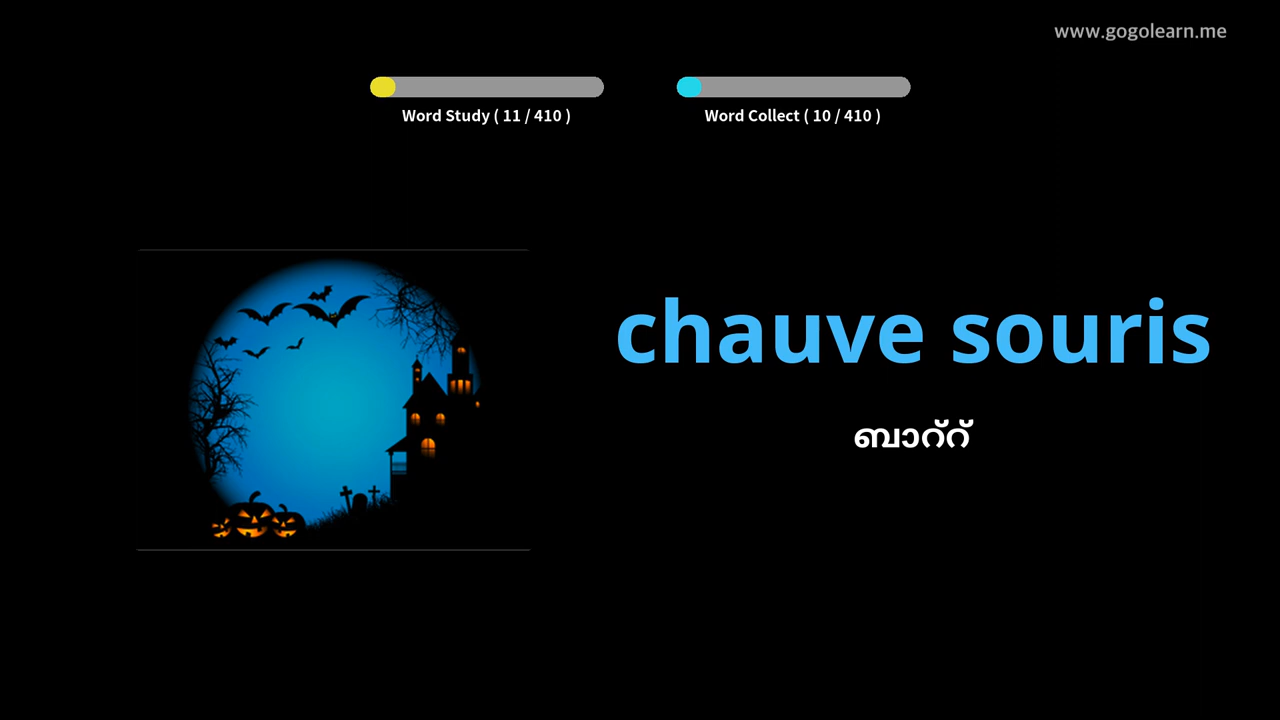 www.gogolearn.me
Word Study ( 11 / 410 )
Word Collect ( 10 / 410 )
chauve souris
ബാറ്റ്